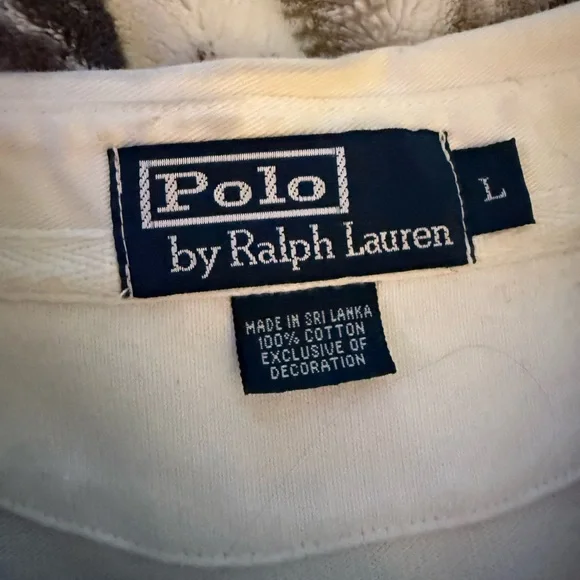 Polo
by Ralph Lauren
L
MADE IN SRI LANKA
100% COTTON
EXCLUSIVE OF
DECORATION